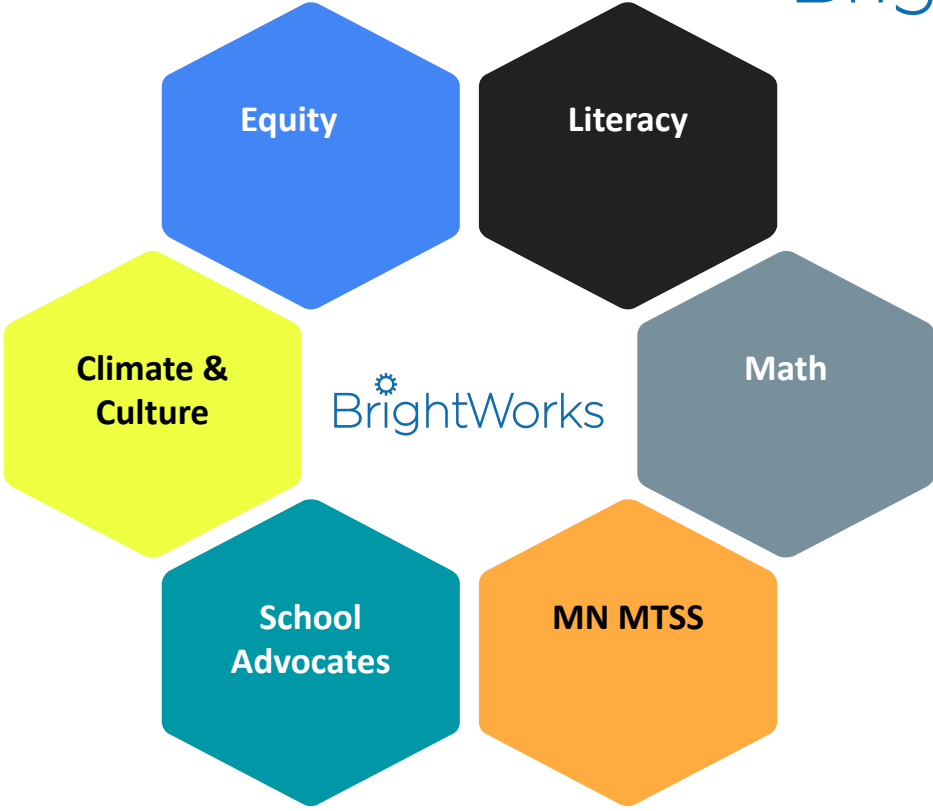 Equity
Literacy
Climate &
Culture
BrightWorks
Math
School
Advocates
MN MTSS